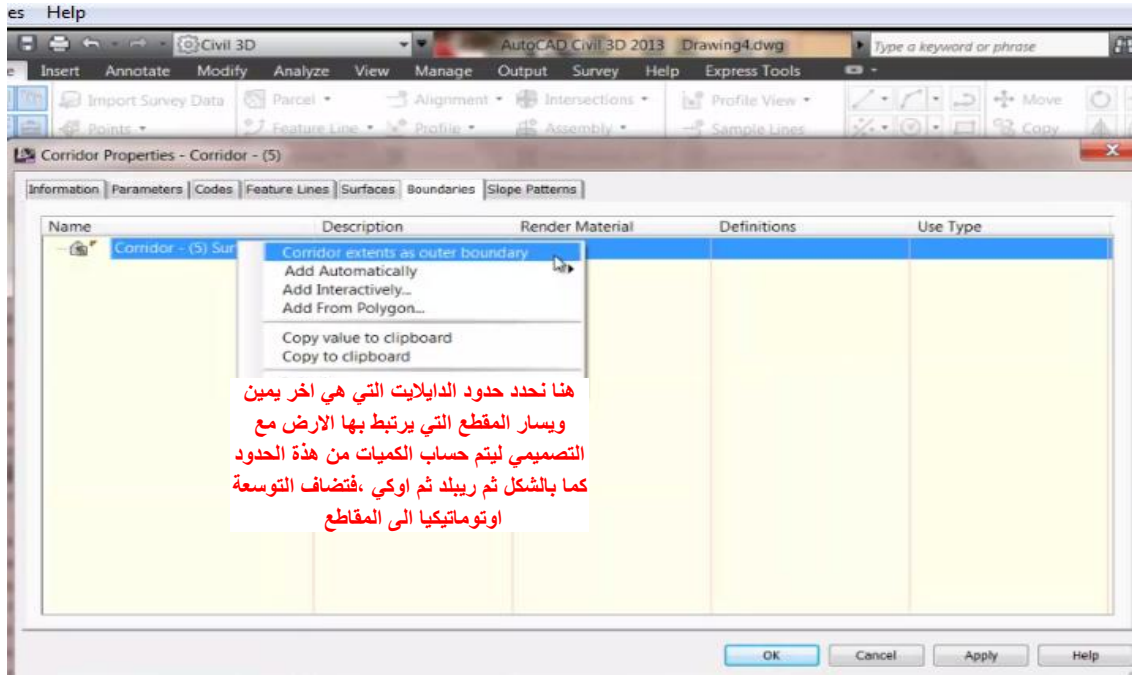 es Help
Civil 3D AutoCAD Civil 3D 2013 Drawing4.dwg Type a keyword or phrase
e Insert Annotate Modify Analyze View Manage Output Survey Help Express Tools
Import Survey Data Parcel Alignment Intersections Profile View Move
Points Feature Line Profile Assembly Sample Lines Copy
Corridor Properties - Corridor - (5)
Information Parameters Codes Feature Lines Surfaces Boundaries Slope Patterns
Name Description Render Material Definitions Use Type
Corridor - (5) Sur
Corridor extents as outer boundary
Add Automatically
Add Interactively...
Add From Polygon...
Copy value to clipboard
Copy to clipboard
هنا نحدد حدود الدايلايت التي هي اخر يمين
ويسار المقطع التي يرتبط بها الارض مع
التصميمي ليتم حساب الكميات من هذة الحدود
كما بالشكل ثم ريبلد ثم اوكي ،فتضاف التوسعة
اوتوماتيكيا الى المقاطع
OK Cancel Apply Help